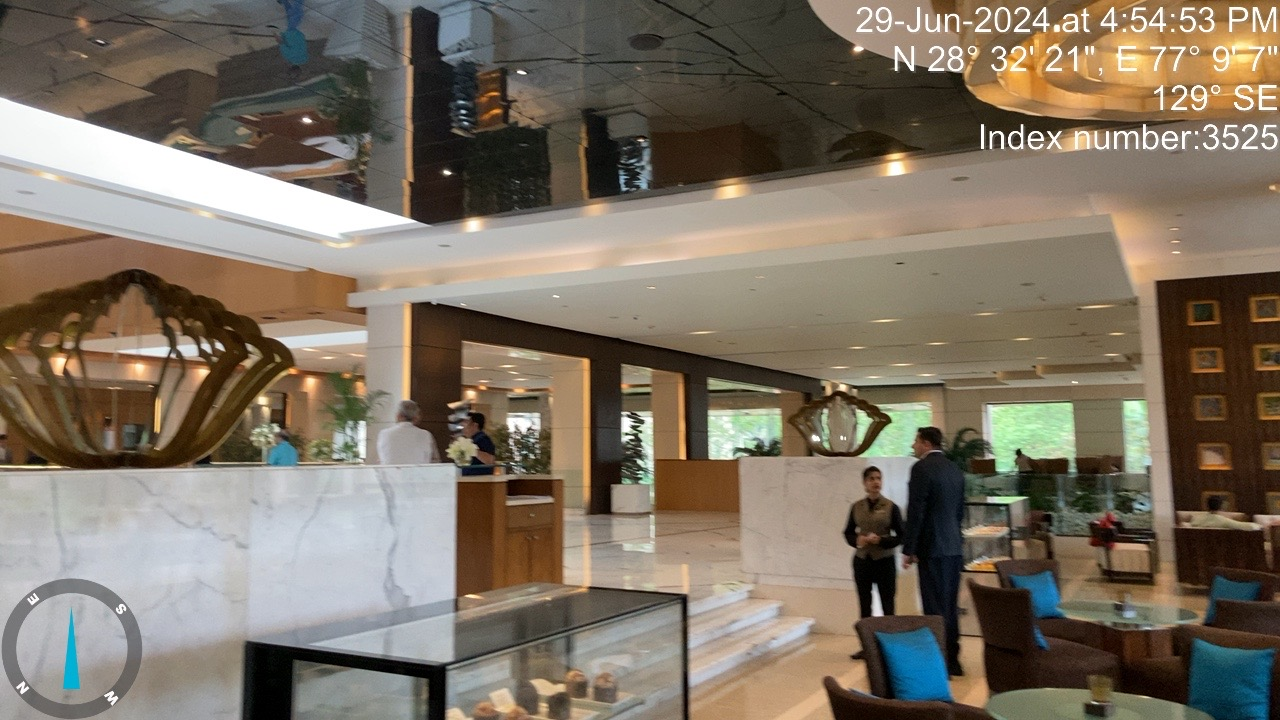 29-Jun-2024 at 4:54:53 PM
N 28° 32' 21", E 77° 9' 7"
129° SE
Index number:3525
E
S
N
W